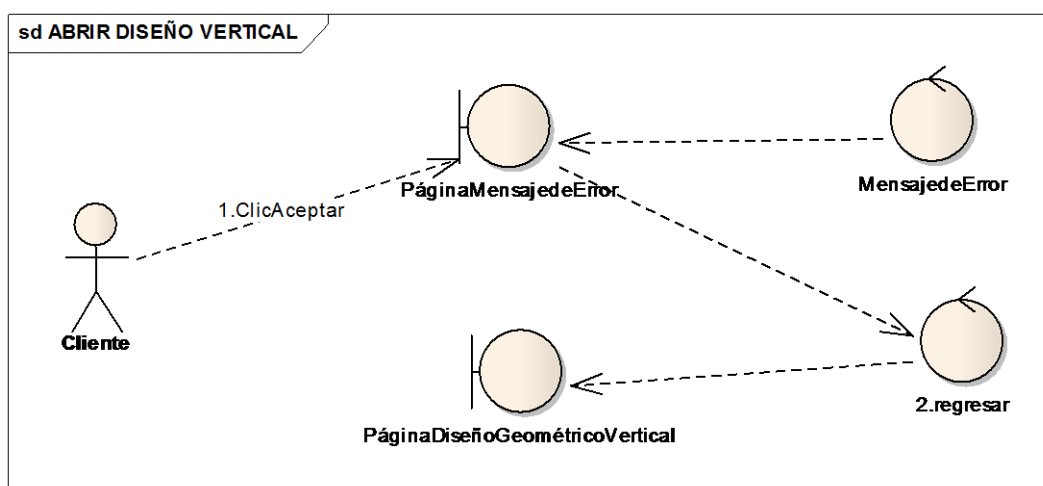 sd ABRIR DISEÑO VERTICAL
PáginaMensajedeError
MensajedeError
1.ClicAceptar
Cliente
2.regresar
PáginaDiseñoGeométricoVertical